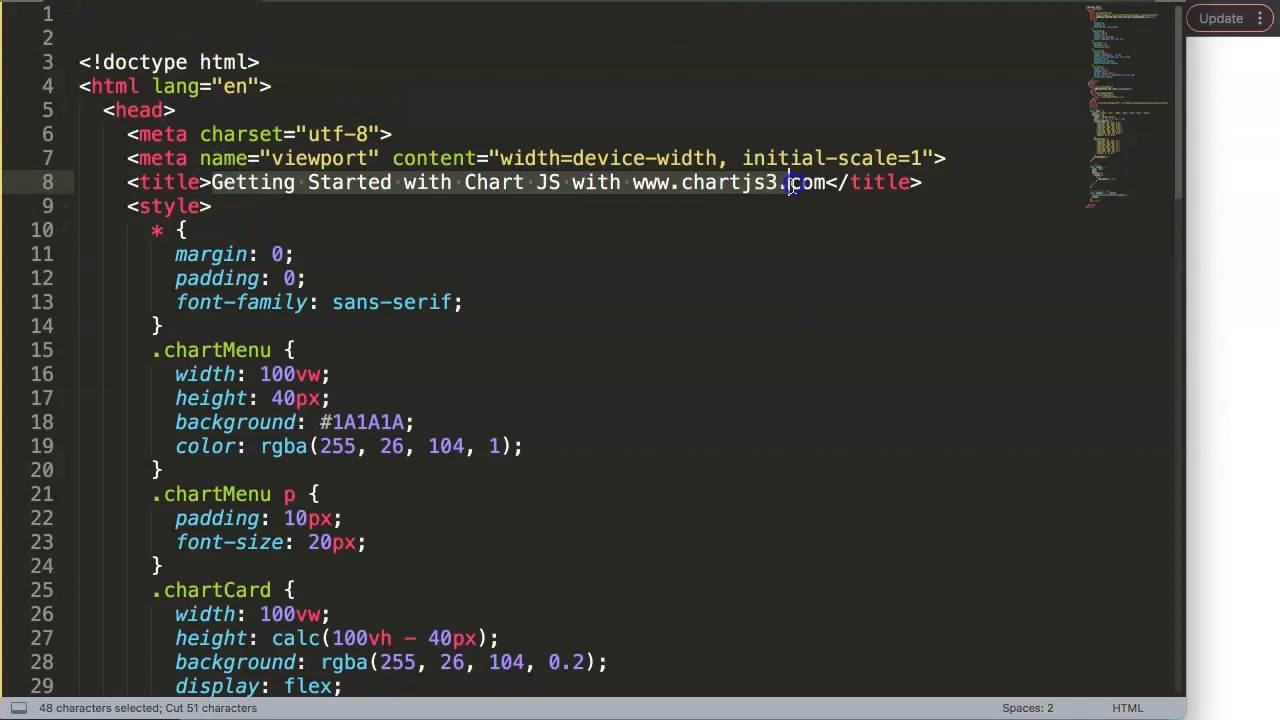 Update
1
2
3 <!doctype html>
4 <html lang="en">
5 <head>
6 <meta charset="utf-8">
7 <meta name="viewport" content="width=device-width, initial-scale=1">
8 <title>Getting Started with Chart JS with www.chartjs3.com</title>
9 <style>
10 * {
11 margin: 0;
12 padding: 0;
13 font-family: sans-serif;
14 }
15 .chartMenu {
16 width: 100vw;
17 height: 40px;
18 background: #1A1A1A;
19 color: rgba(255, 26, 104, 1);
20 }
21 .chartMenu p {
22 padding: 10px;
23 font-size: 20px;
24 }
25 .chartCard {
26 width: 100vw;
27 height: calc(100vh - 40px);
28 background: rgba(255, 26, 104, 0.2);
29 display: flex;
48 characters selected; Cut 51 characters
Spaces: 2
HTML